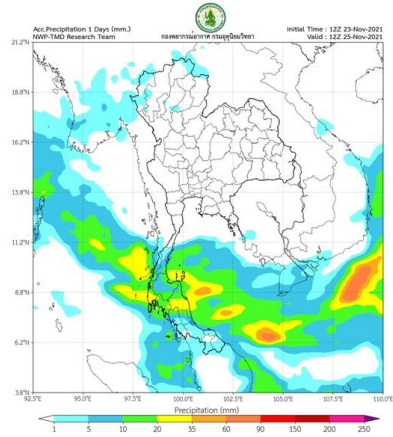 Acc.Precipitation 1 Days (mm.)
NWP-TMD Research Team
กองพยากรณ์อากาศ กรมอุตุนิยมวิทยา
Initial Time : 12Z 23-Nov-2021
Valid : 12Z 25-Nov-2021
21.2°N
18.8°N
16.2°N
13.8°N
11.2°N
8.8°N
6.2°N
3.8°N
92.5°E 95.0°E 97.5°E 100.0°E 102.5°E 105.0°E 107.5°E 110.0°E
Precipitation (mm)
1 5 10 20 35 60 90 150 200 250